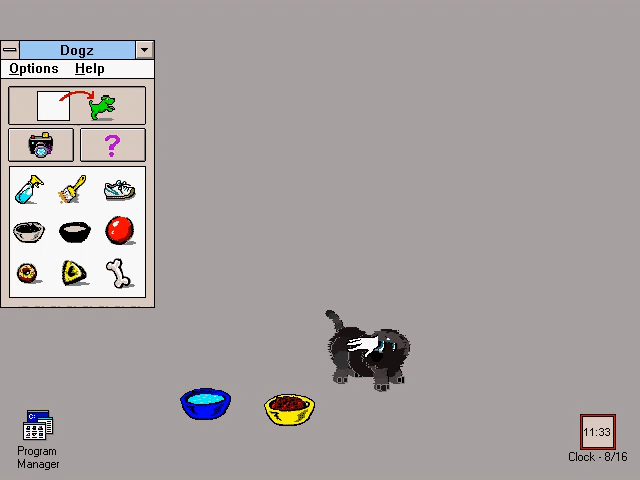 Dogz
Options Help
?
C:\
11:33
Program
Manager
Clock - 8/16